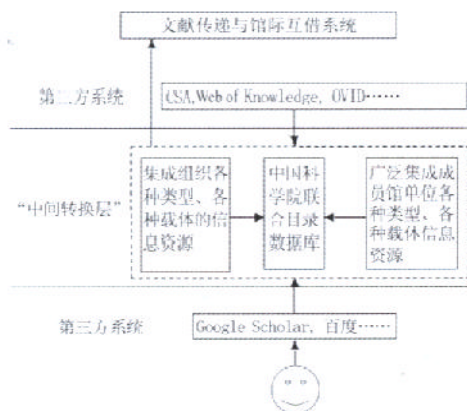 文献传递与馆际互借系统
第二方系统
CSA,Web of Knowledge, OVID……
“中间转换层”
集成组织各
种类型、各
种载体的信
息资源
中国科
学院联
合目录
数据库
广泛集成成
员馆单位各
种类型、各
种载体信息
资源
第三方系统
Google Scholar, 百度……